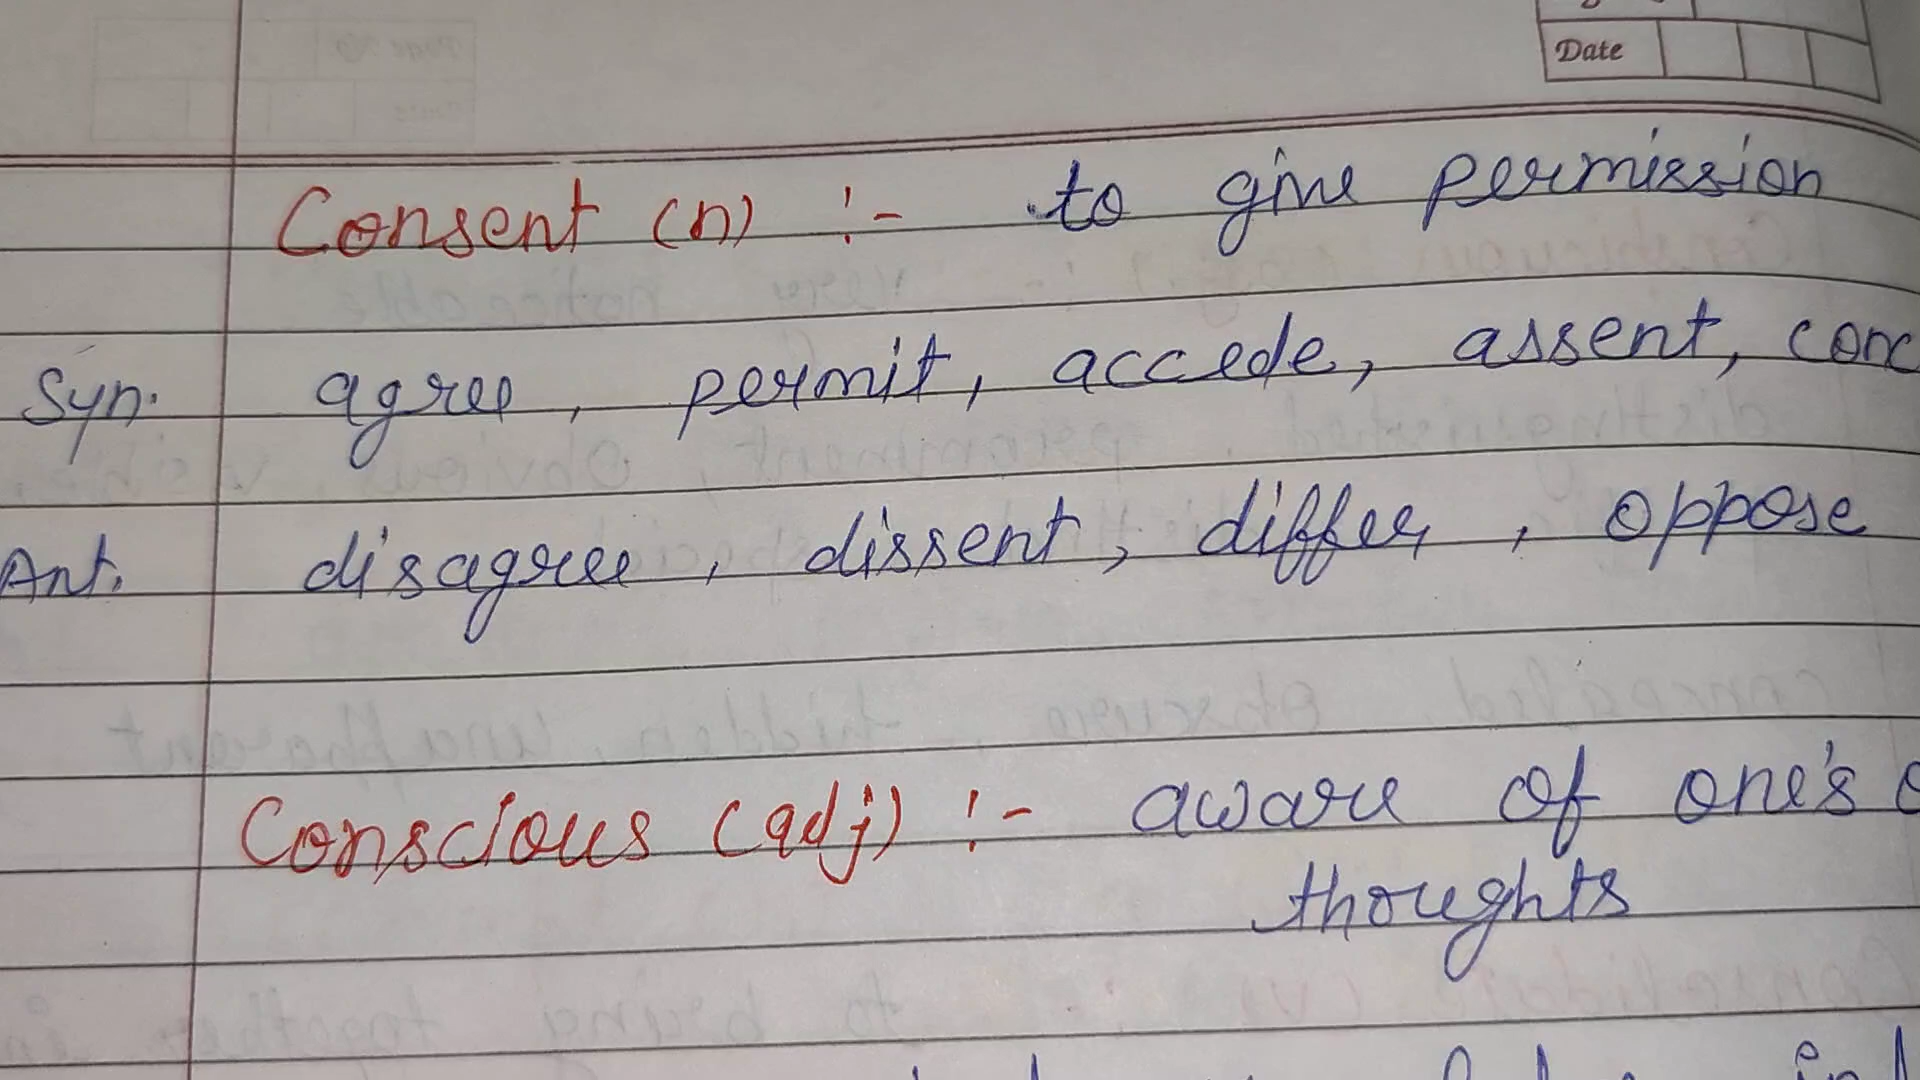 Date
Consent (n) :- to give permission
Syn. agree, permit, accede, assent, conc
Ant. disagree, dissent, differ, oppose
Conscious (adj) :- aware of one's
thoughts